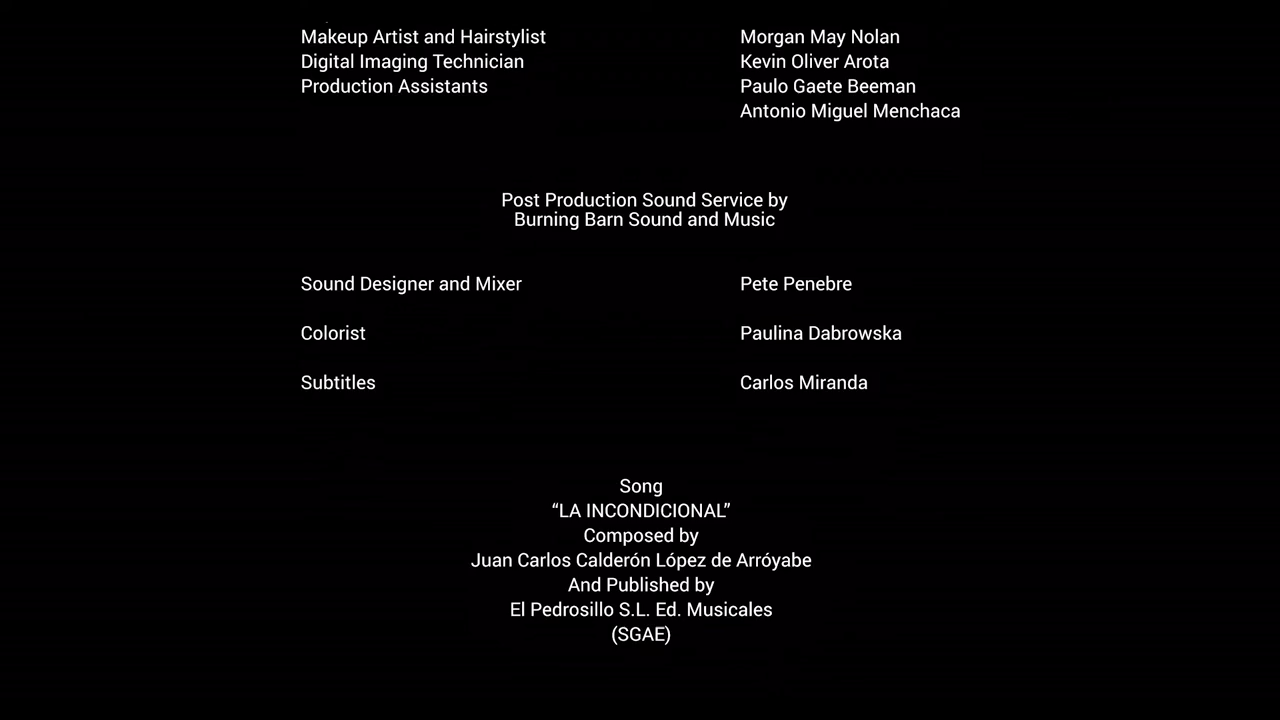 Makeup Artist and Hairstylist Morgan May Nolan
Digital Imaging Technician Kevin Oliver Arota
Production Assistants Paulo Gaete Beeman
Antonio Miguel Menchaca
Post Production Sound Service by
Burning Barn Sound and Music
Sound Designer and Mixer Pete Penebre
Colorist Paulina Dabrowska
Subtitles Carlos Miranda
Song
“LA INCONDICIONAL”
Composed by
Juan Carlos Calderón López de Arróyabe
And Published by
El Pedrosillo S.L. Ed. Musicales
(SGAE)